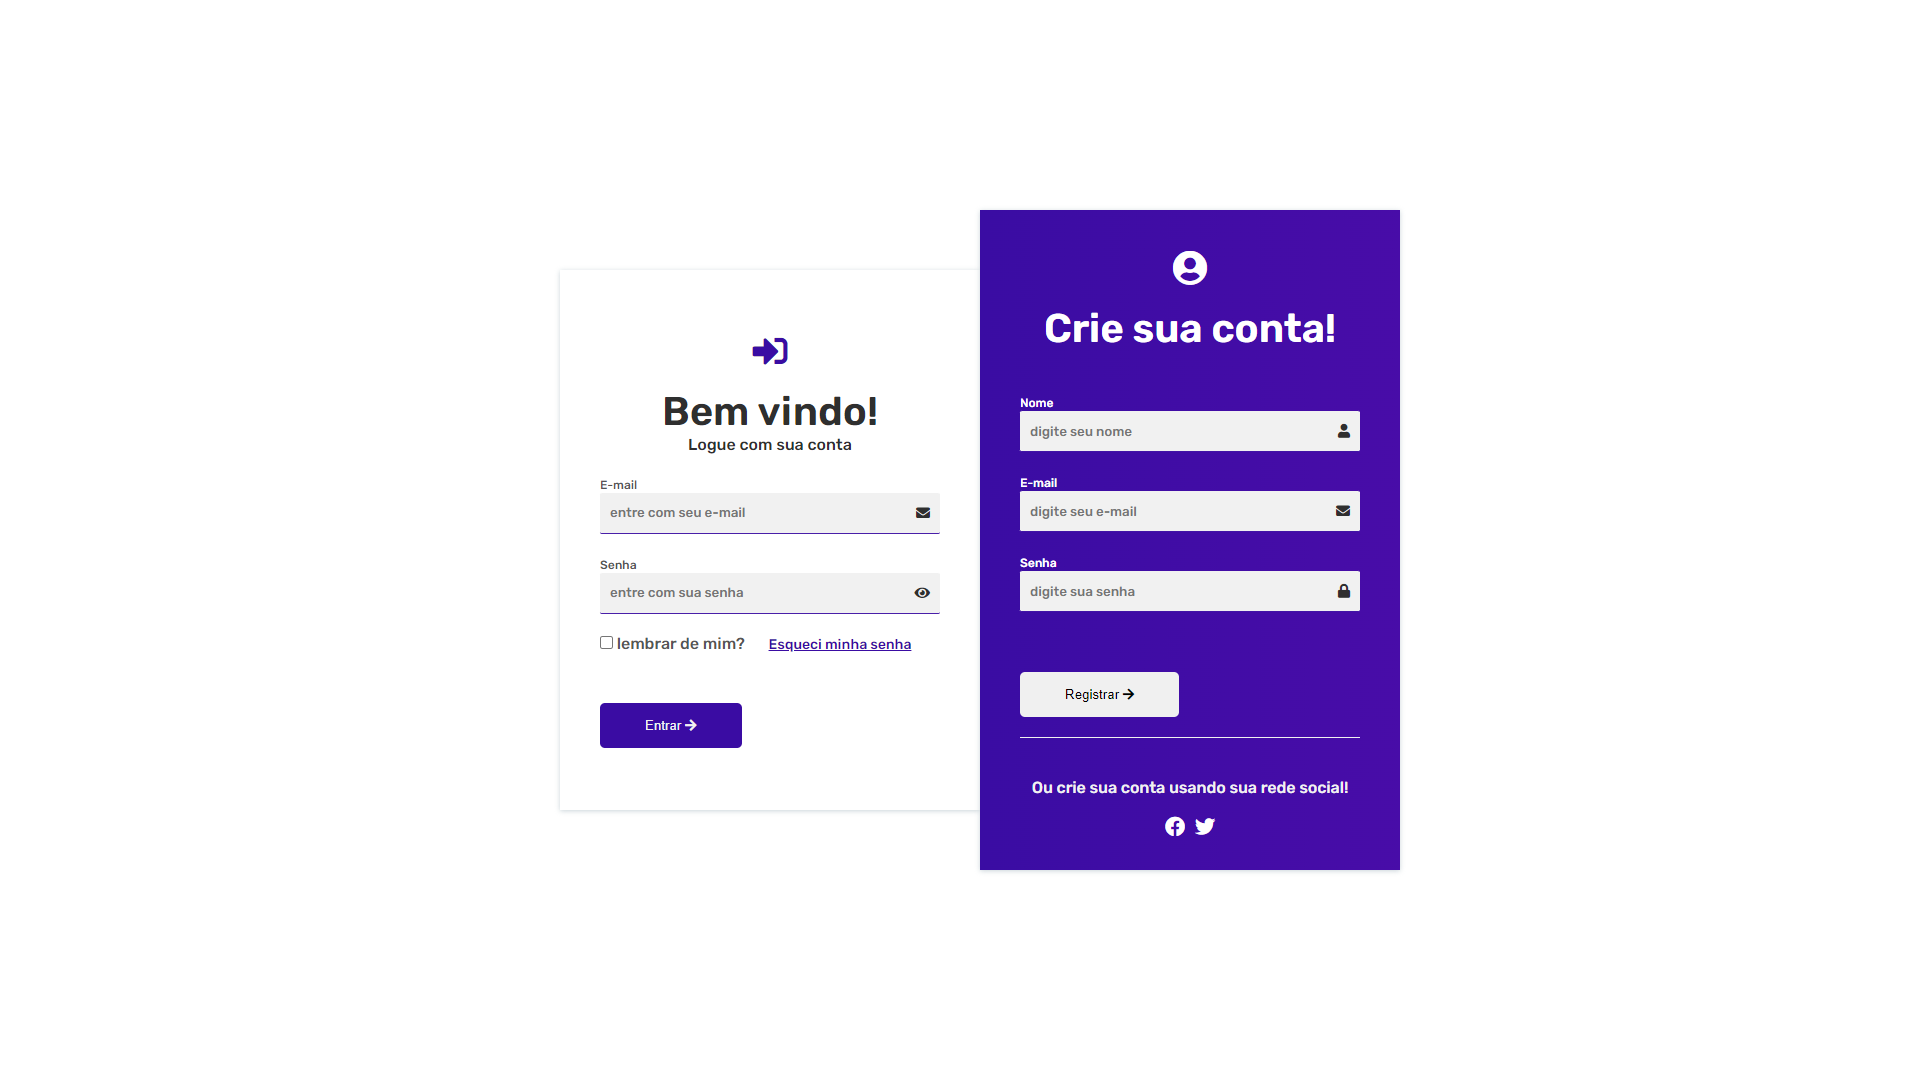 Bem vindo!
Logue com sua conta
E-mail
entre com seu e-mail
Senha
entre com sua senha
lembrar de mim? Esqueci minha senha
Entrar
Crie sua conta!
Nome
digite seu nome
E-mail
digite seu e-mail
Senha
digite sua senha
Registrar
Ou crie sua conta usando sua rede social!